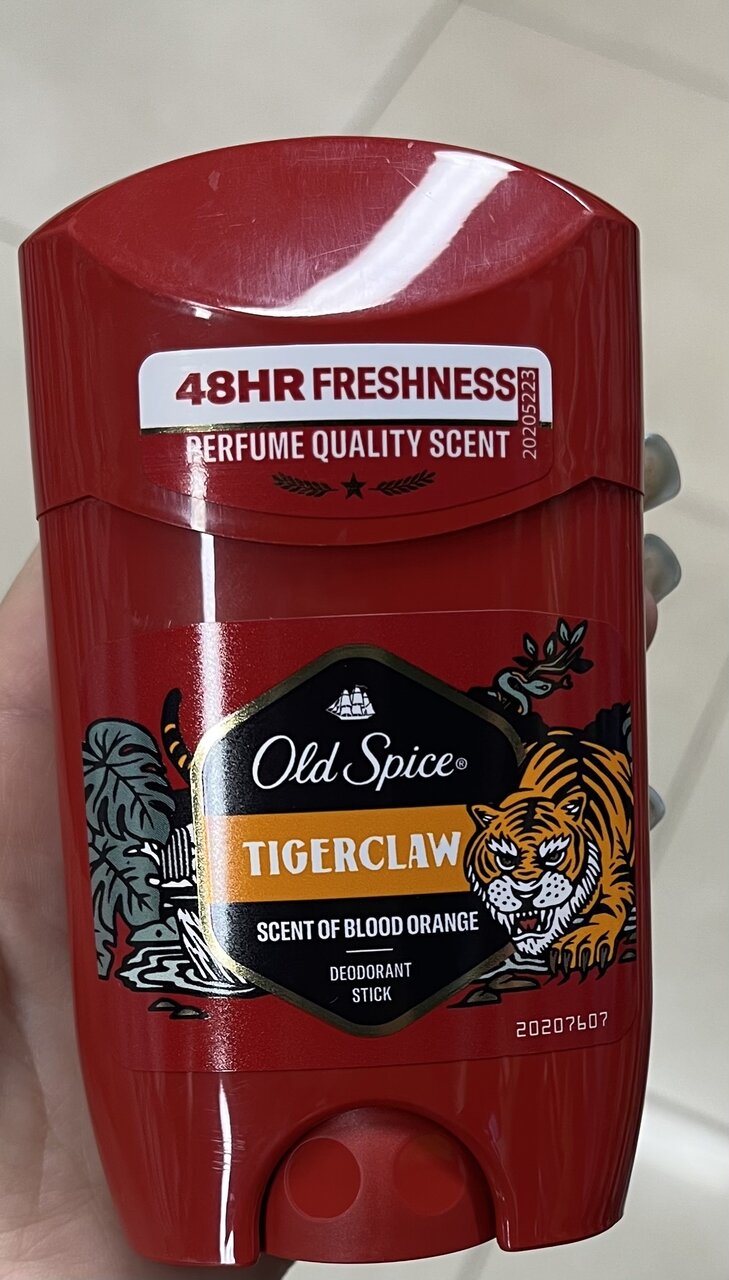 48HR FRESHNESS
20205223
PERFUME QUALITY SCENT
Old Spice®
TIGERCLAW
SCENT OF BLOOD ORANGE
DEODORANT
STICK
20207607